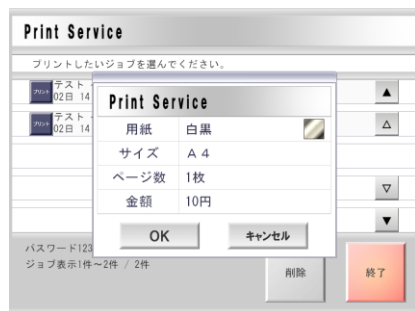 Print Service
プリントしたいジョブを選んでください。
プリント テスト
02日 14
プリント テスト
02日 14
Print Service
用紙 白黒
サイズ A4
ページ数 1枚
金額 10円
OK キャンセル
パスワード123
ジョブ表示1件～2件 / 2件
削除 終了